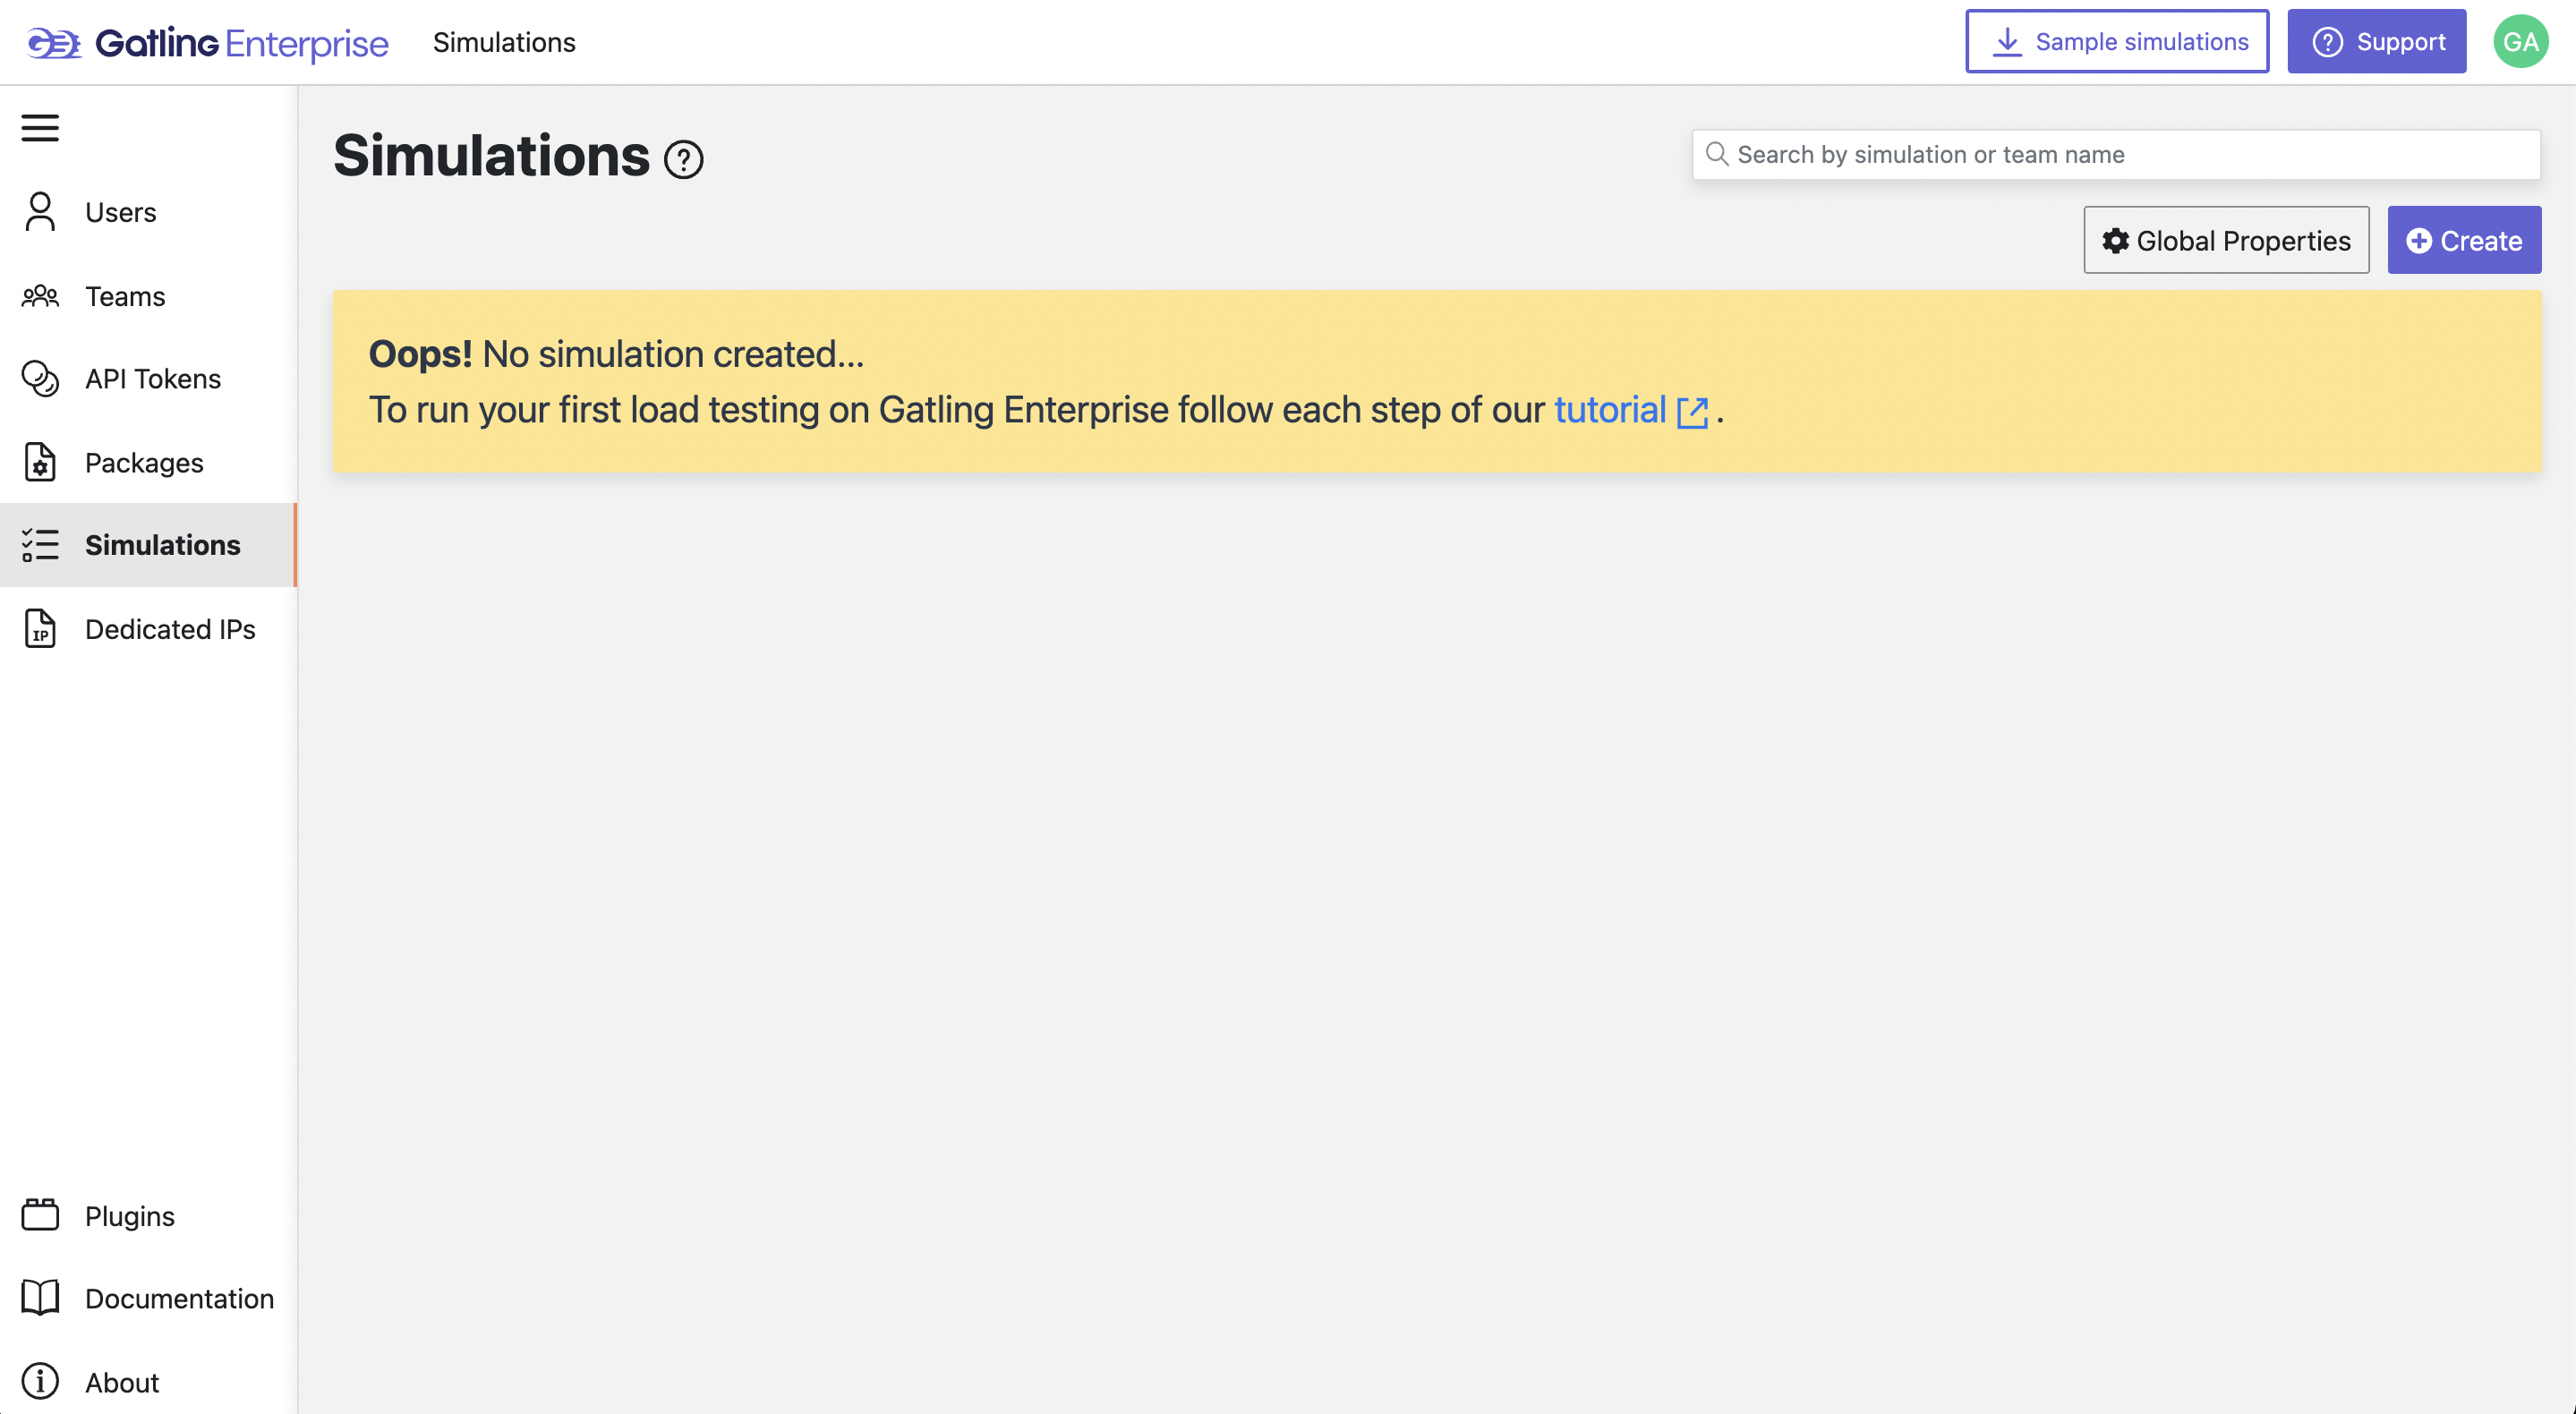 Gatling Enterprise
Simulations
Sample simulations
Support
GA
Users
Teams
API Tokens
Packages
Simulations
IP
Dedicated IPs
Plugins
Documentation
About
Simulations
Search by simulation or team name
Global Properties
Create
Oops! No simulation created...
To run your first load testing on Gatling Enterprise follow each step of our tutorial .